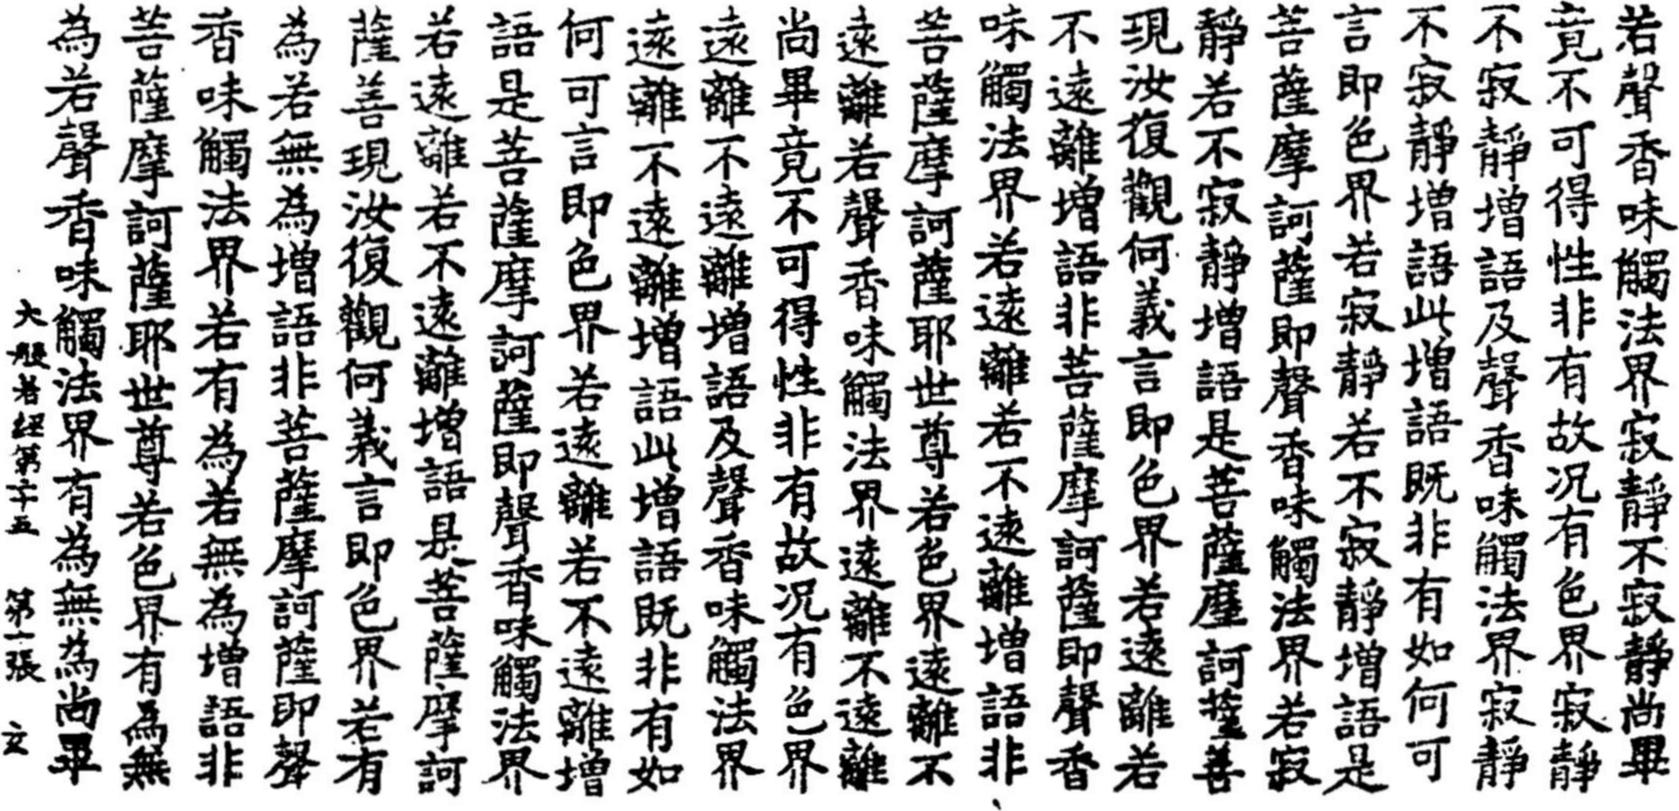 若聲香味觸法界寂靜不寂靜尚畢
竟不可得性非有故况有色界寂靜
不寂靜增語及聲香味觸法界寂靜
不寂靜增語此增語既非有如何可
言即色界若寂靜若不寂靜增語是
菩薩摩訶薩即聲香味觸法界若寂
靜若不寂靜增語是菩薩摩訶薩善
現汝復觀何義言即色界若遠離若
不遠離增語非菩薩摩訶薩即聲香
味觸法界若遠離若不遠離增語非
菩薩摩訶薩耶世尊若色界遠離不
遠離若聲香味觸法界遠離不遠離
尚畢竟不可得性非有故况有色界
遠離不遠離增語及聲香味觸法界
遠離不遠離增語此增語既非有如
何可言即色界若遠離若不遠離增
語是菩薩摩訶薩即聲香味觸法界
若遠離若不遠離增語是菩薩摩訶
薩善現汝復觀何義言即色界若有
為若無為增語非菩薩摩訶薩即聲
香味觸法界若有為若無為增語非
菩薩摩訶薩耶世尊若色界有為無
為若聲香味觸法界有為無為尚畢
大般若経第二十五 第十張